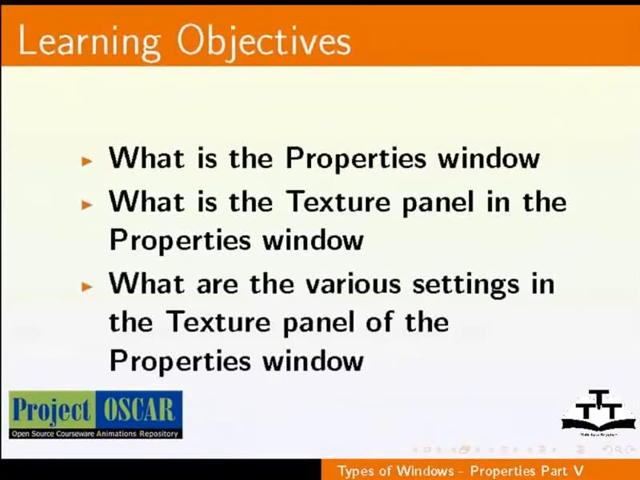 Learning Objectives
What is the Properties window
What is the Texture panel in the
Properties window
What are the various settings in
the Texture panel of the
Properties window
Project OSCAR
Open Source Courseware Animations Repository
TTT
Types of Windows - Properties Part V